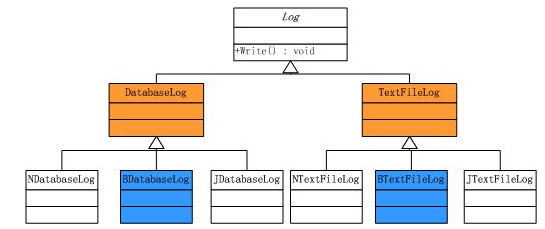 Log
+Write() : void
DatabaseLog
TextFileLog
NDatabaseLog
BDatabaseLog
JDatabaseLog
NTextFileLog
BTextFileLog
JTextFileLog